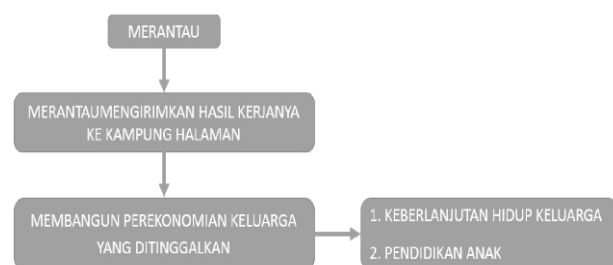 MERANTAU
MERANTAUMENGIRIMKAN HASIL KERJANYA
KE KAMPUNG HALAMAN
MEMBANGUN PEREKONOMIAN KELUARGA
YANG DITINGGALKAN
1. KEBERLANJUTAN HIDUP KELUARGA
2. PENDIDIKAN ANAK